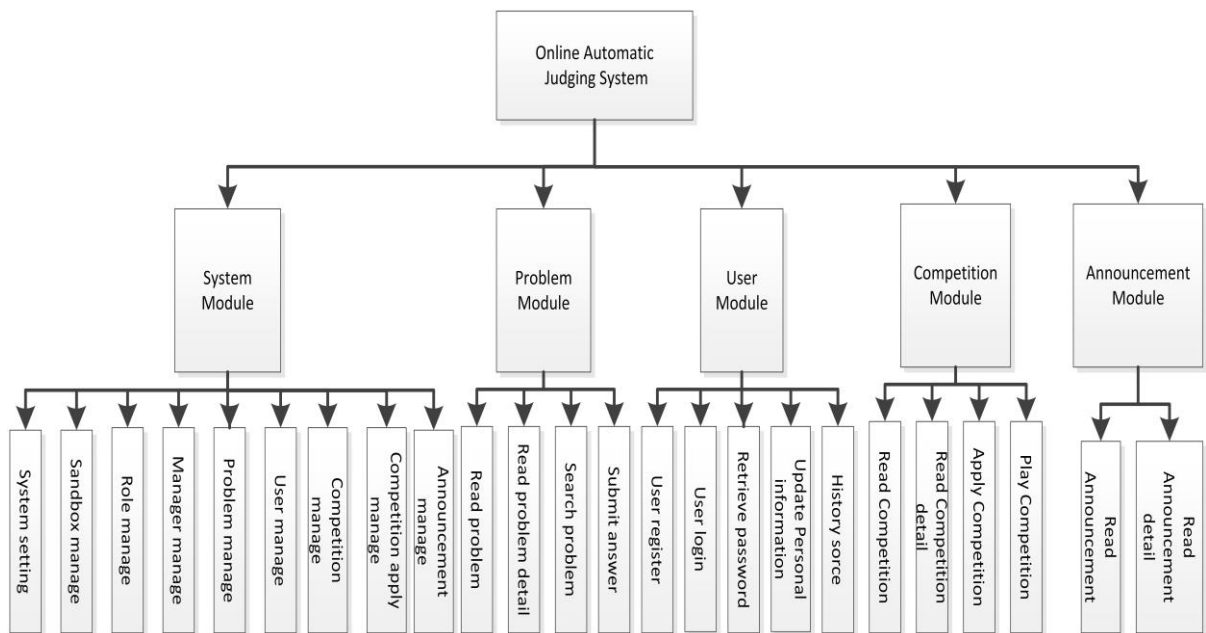 Online Automatic
Judging System
System
Module
Problem
Module
User
Module
Competition
Module
Announcement
Module
System setting
Sandbox manage
Role manage
Manager manage
Problem manage
User manage
Competition
manage
Competition apply
manage
Announcement
manage
Read problem
Read problem detail
Search problem
Submit answer
User register
User login
Retrieve password
Update Personal
information
History sorce
Read Competition
Read Competition
detail
Apply Competition
Play Competition
Read
Announcement
Read
Announcement
detail